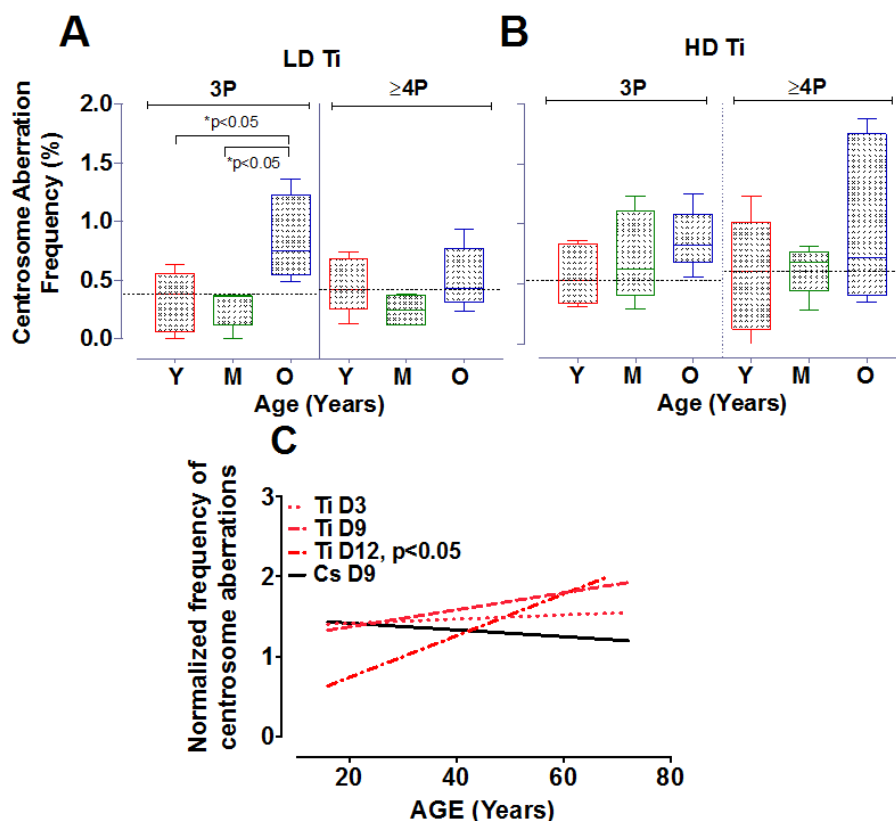 A
LD Ti
3P
≥4P
*p<0.05
*p<0.05
Centrosome Aberration
Frequency (%)
2.0
1.5
1.0
0.5
0.0
Y M O Y M O
Age (Years)
B
HD Ti
3P
≥4P
Y M O Y M O
Age (Years)
C
Normalized frequency of
centrosome aberrations
3
2
1
0
Ti D3
Ti D9
Ti D12, p<0.05
Cs D9
20 40 60 80
AGE (Years)